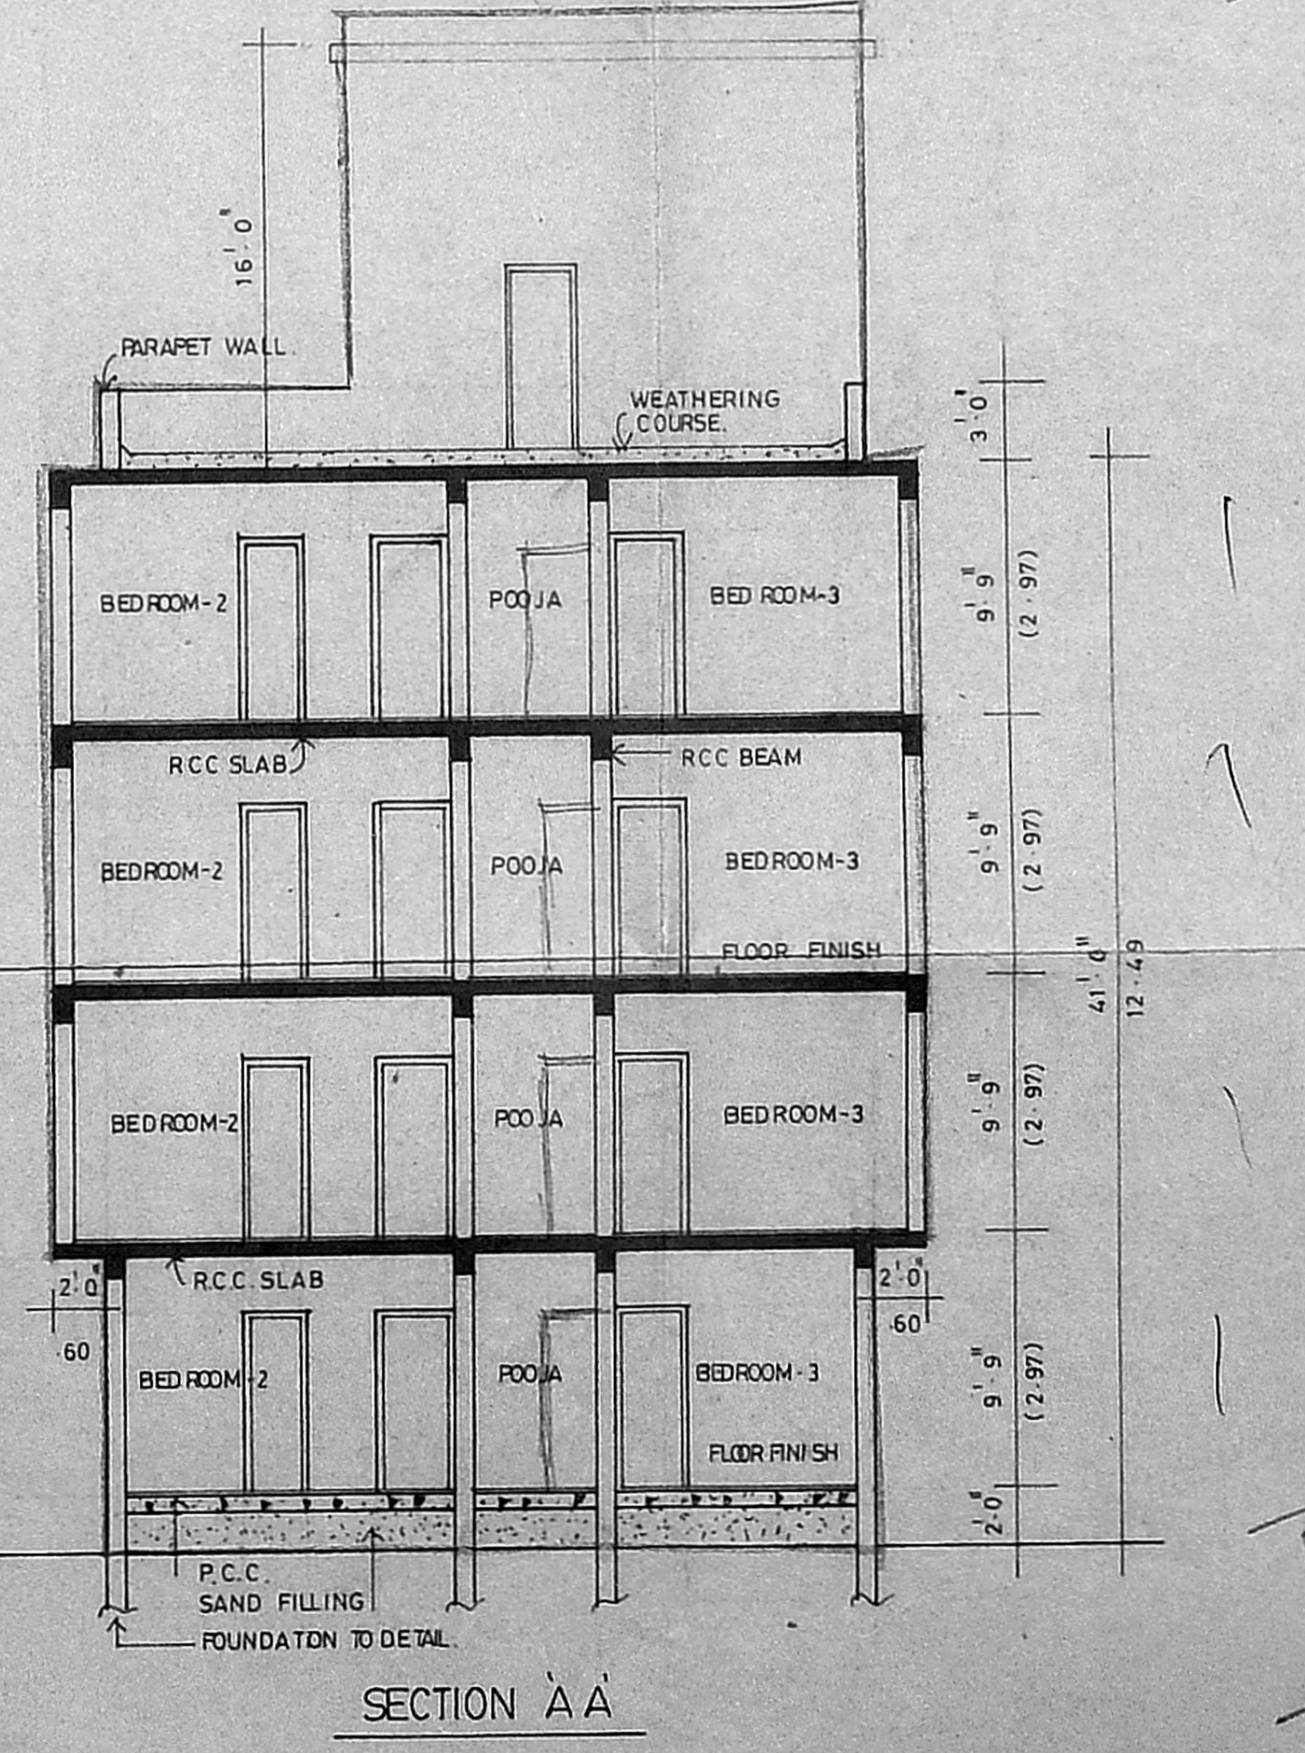 16'-0"
PARAPET WALL.
WEATHERING
COURSE.
3'-0"
BEDROOM-2
POOJA
BED ROOM-3
9'-9"
(2.97)
RCC SLAB
RCC BEAM
BEDROOM-2
POOJA
BEDROOM-3
9'-9"
(2.97)
FLOOR FINISH
41'-0"
12.49
BEDROOM-2
POOJA
BEDROOM-3
9'-9"
(2.97)
R.C.C. SLAB
2'-0"
.60
2'-0"
.60
BEDROOM-2
POOJA
BEDROOM-3
9'-9"
(2.97)
FLOOR FINISH
2'-0"
P.C.C.
SAND FILLING
FOUNDATION TO DETAIL.
SECTION 'AA'